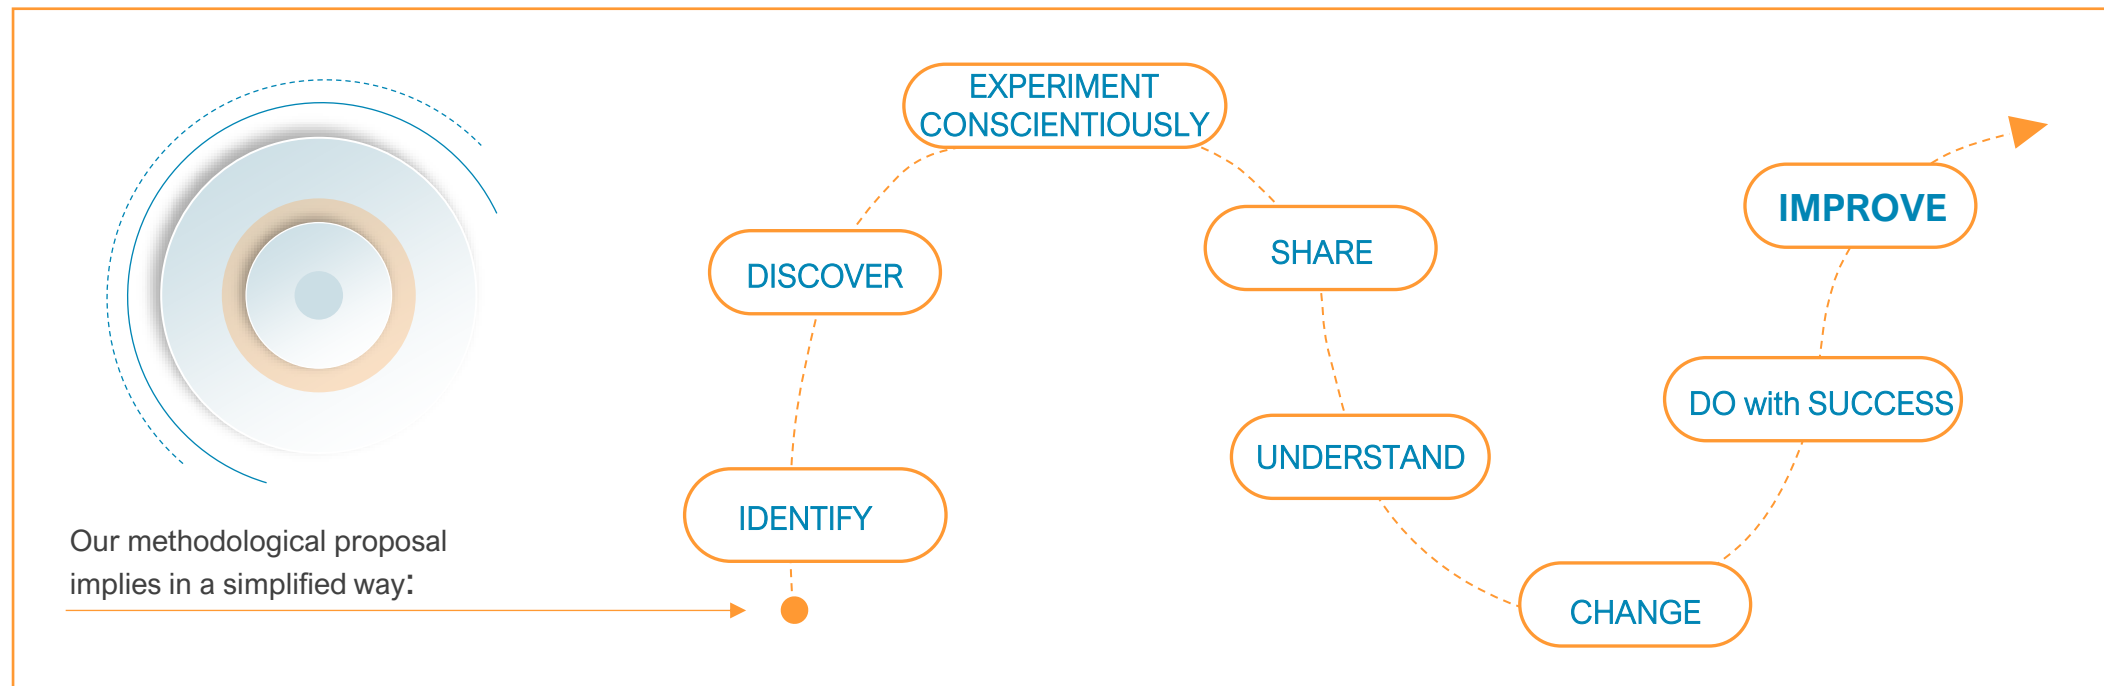 Our methodological proposal
implies in a simplified way:
IDENTIFY
DISCOVER
EXPERIMENT
CONSCIENTIOUSLY
SHARE
UNDERSTAND
CHANGE
DO with SUCCESS
IMPROVE